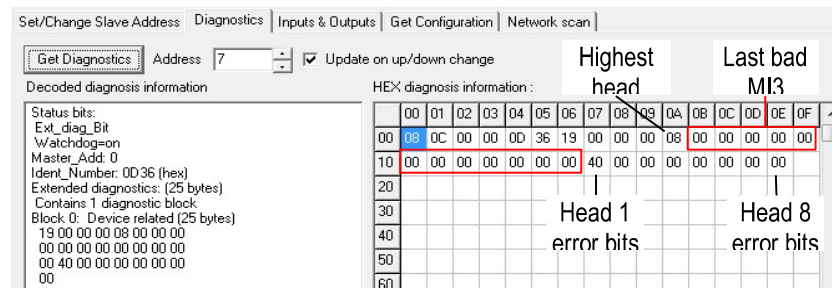 Set/Change Slave Address Diagnostics Inputs & Outputs Get Configuration Network scan
Get Diagnostics Address 7 Update on up/down change
Decoded diagnosis information
Status bits:
Ext_diag_Bit
Watchdog=on
Master_Add: 0
Ident_Number: 0D36 (hex)
Extended diagnostics: (25 bytes)
Contains 1 diagnostic block
Block 0: Device related (25 bytes)
19 00 00 00 08 00 00 00
00 00 00 00 00 00 00 00
00 40 00 00 00 00 00 00
00
HEX diagnosis information :
Highest
head
Last bad
MI3
00 01 02 03 04 05 06 07 08 09 0A 0B 0C 0D 0E 0F
00 08 0C 00 00 0D 36 19 00 00 00 08 00 00 00 00 00
10 00 00 00 00 00 00 00 40 00 00 00 00 00 00 00
20
30
40
50
60
Head 1
error bits
Head 8
error bits